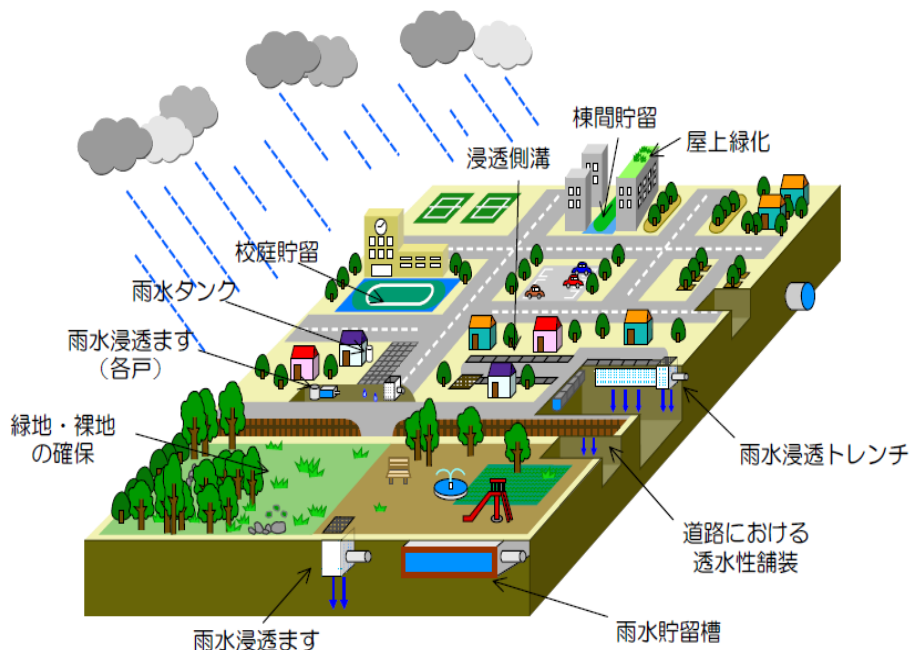 棟間貯留
屋上緑化
浸透側溝
校庭貯留
雨水タンク
雨水浸透ます
（各戸）
緑地・裸地
の確保
雨水浸透トレンチ
道路における
透水性舗装
雨水貯留槽
雨水浸透ます